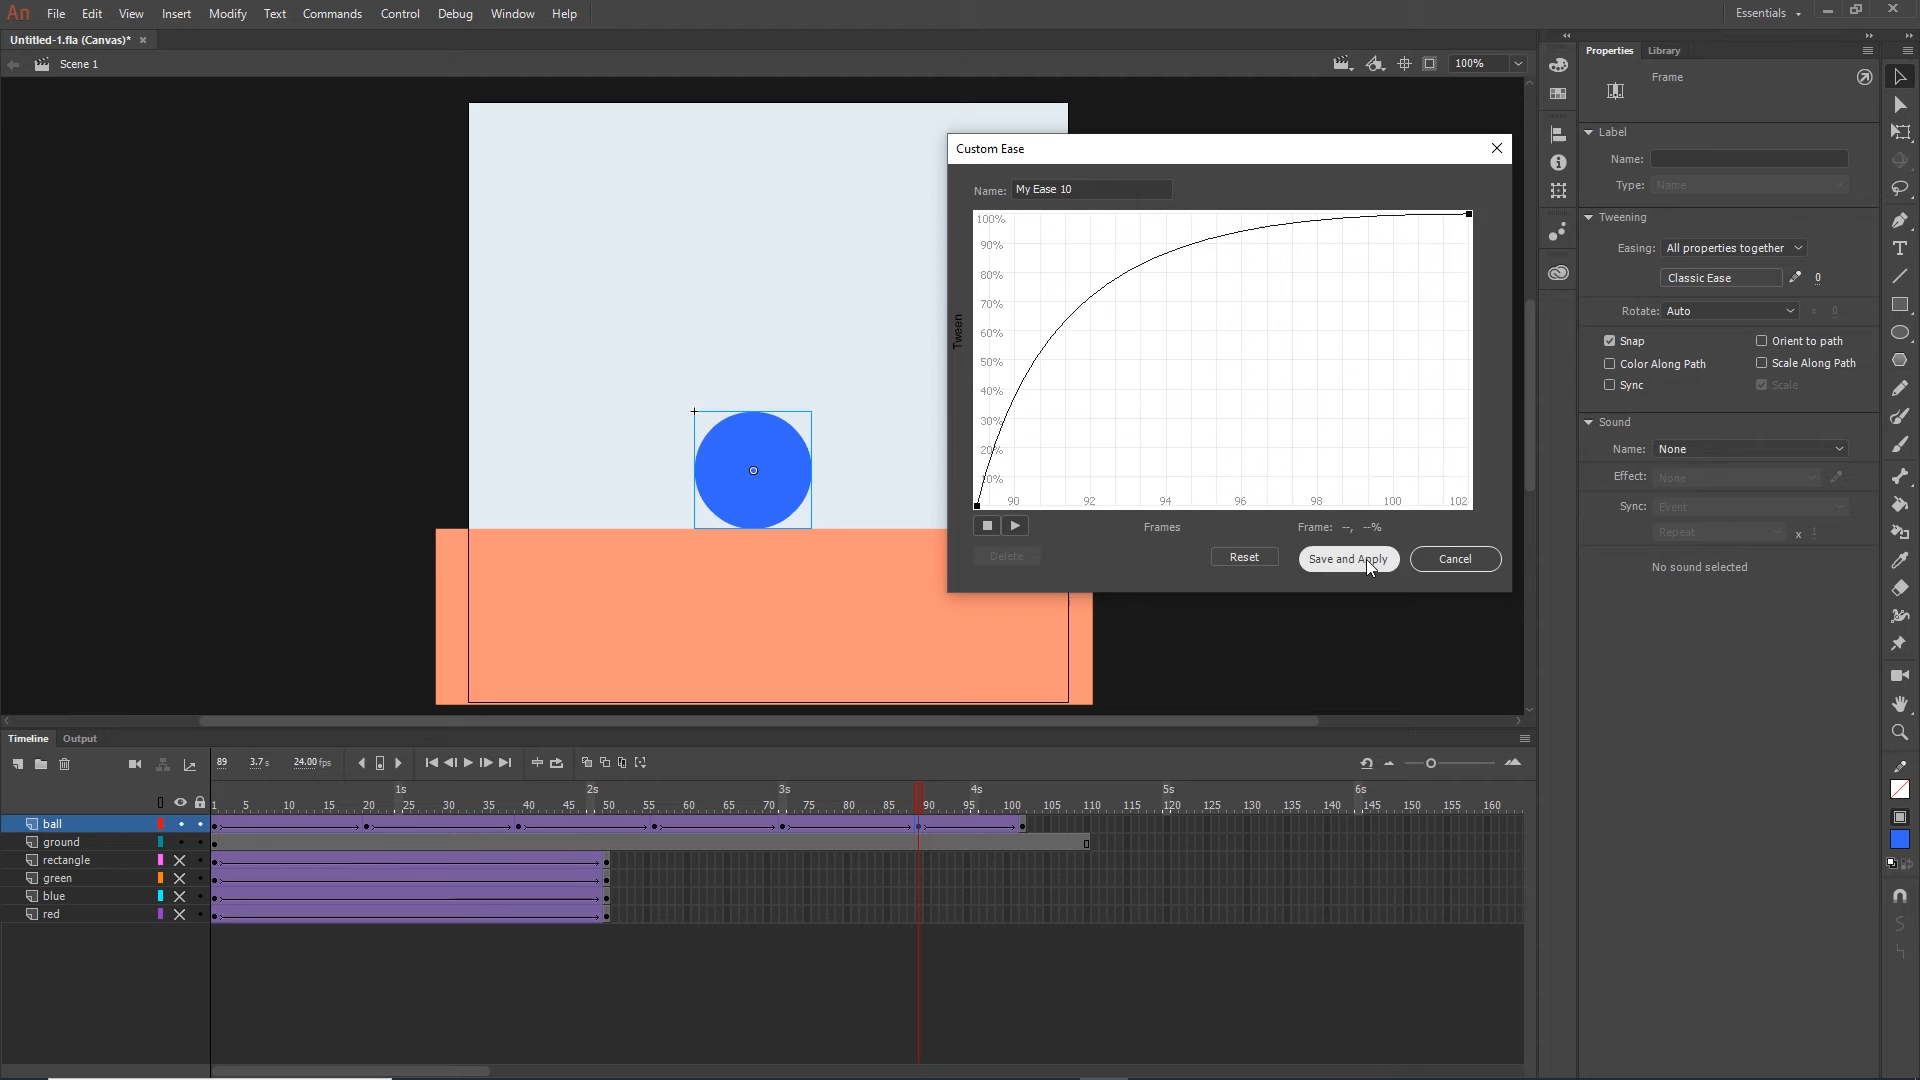 An File Edit View Insert Modify Text Commands Control Debug Window Help Essentials
Untitled-1.fla (Canvas)*
Scene 1 100%
Properties Library
Frame
Label
Name:
Type: Name
Tweening
Easing: All properties together
Classic Ease 0
Rotate: Auto x 0
Snap Orient to path
Color Along Path Scale Along Path
Sync Scale
Sound
Name: None
Effect: None
Sync: Event
Repeat x 1
No sound selected
Custom Ease
Name: My Ease 10
100%
90%
80%
70%
60%
50%
40%
30%
20%
10%
Tween
90 92 94 96 98 100 102
Frames Frame: --, --%
Delete Reset Save and Apply Cancel
Timeline Output
89 3.7 s 24.00 fps
1s 2s 3s 4s 5s 6s
1 5 10 15 20 25 30 35 40 45 50 55 60 65 70 75 80 85 90 95 100 105 110 115 120 125 130 135 140 145 150 155 160
ball
ground
rectangle
green
blue
red